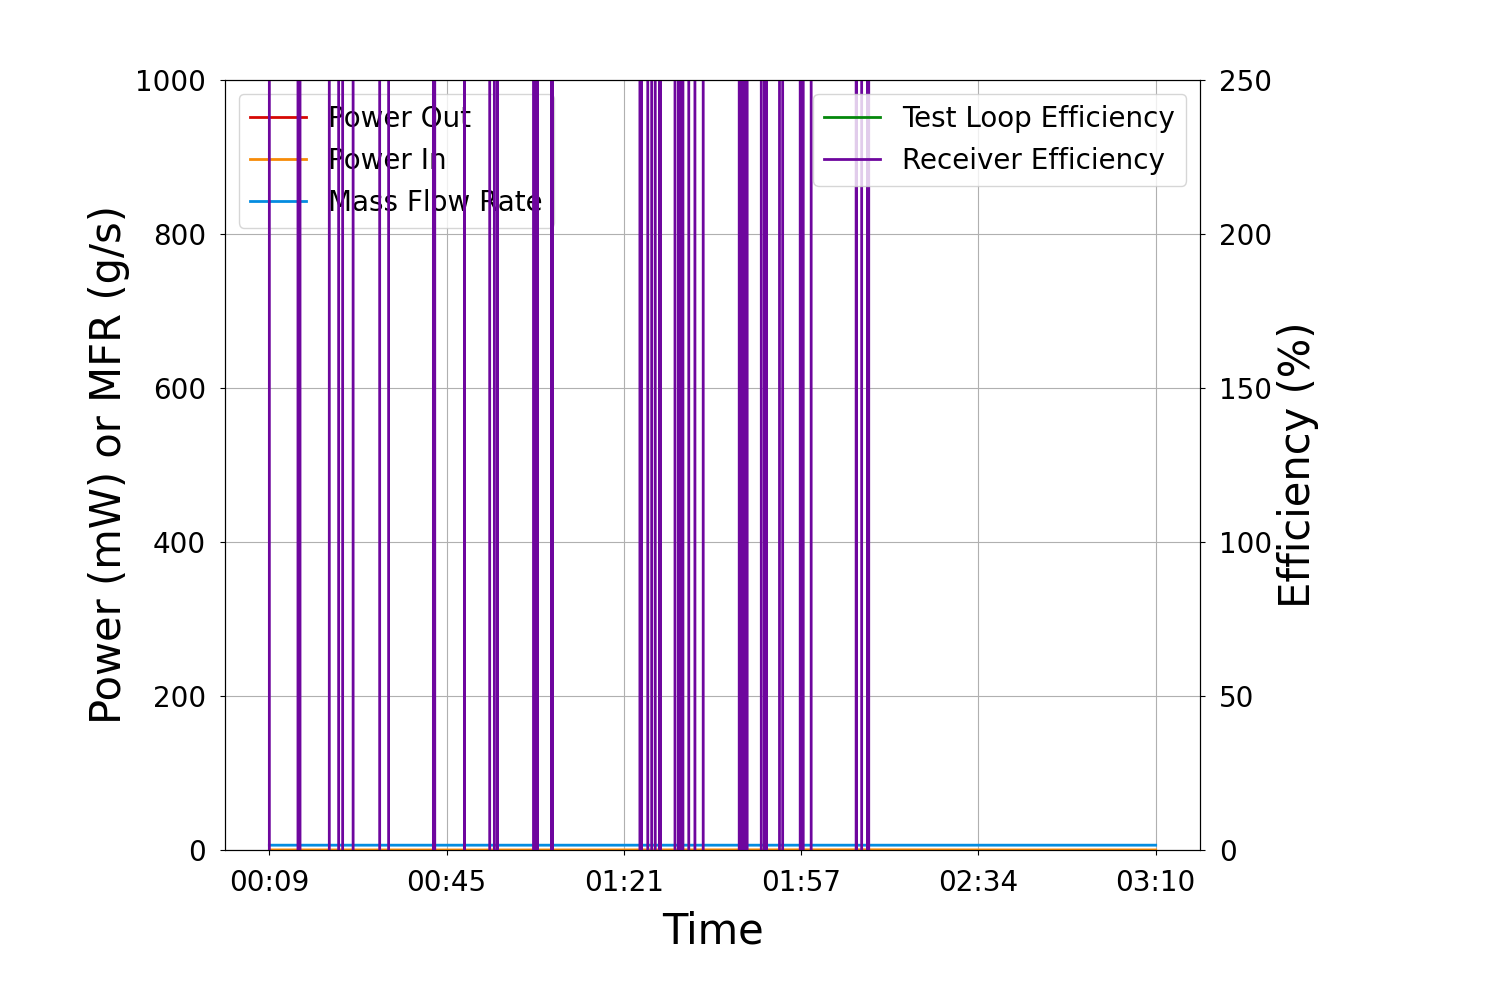 1000
800
600
400
200
0
Power (mW) or MFR (g/s)
Power Out
Power In
Mass Flow Rate
Test Loop Efficiency
Receiver Efficiency
250
200
150
100
50
0
Efficiency (%)
00:09 00:45 01:21 01:57 02:34 03:10
Time